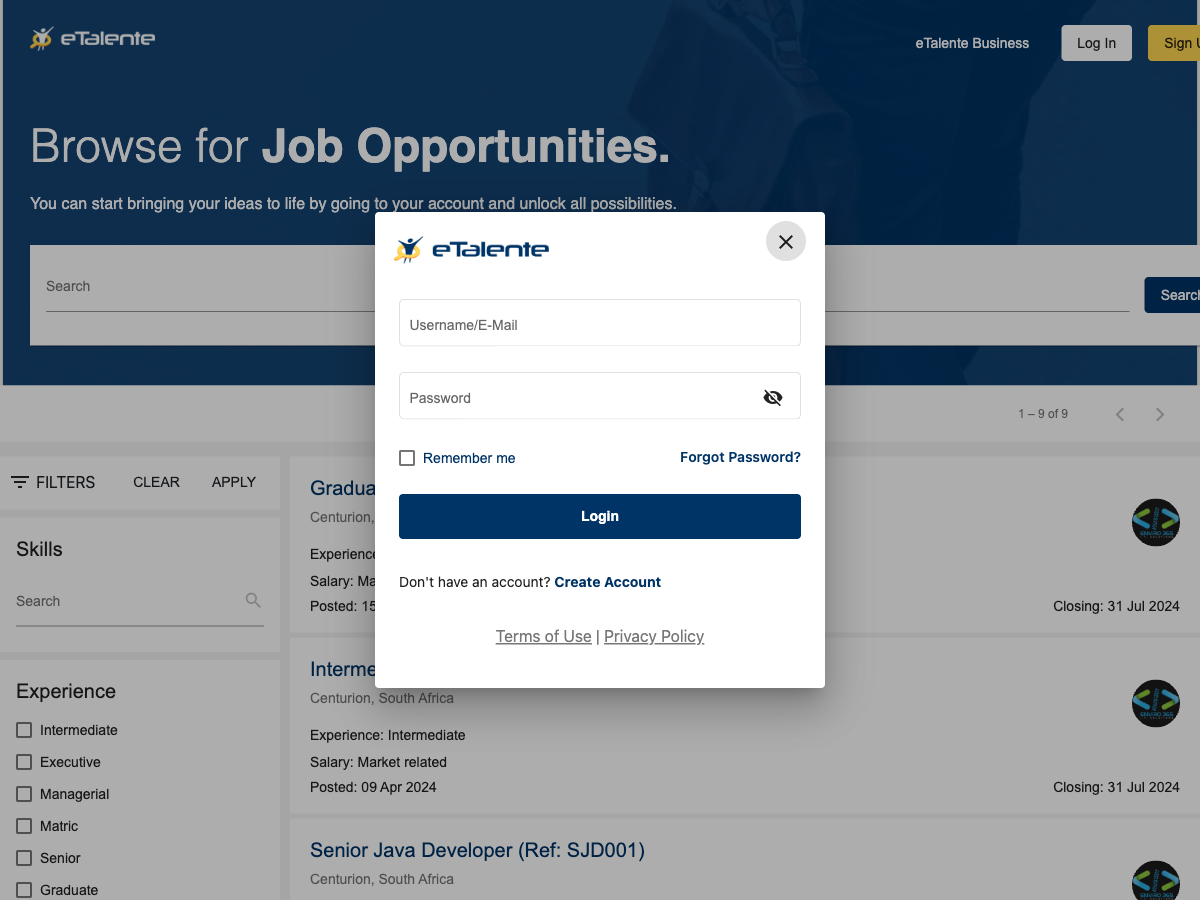 eTalente
eTalente Business
Log In
Sign U
Browse for Job Opportunities.
You can start bringing your ideas to life by going to your account and unlock all possibilities.
Search
Search
eTalente
Username/E-Mail
Password
Remember me
Forgot Password?
Login
Don't have an account? Create Account
Terms of Use | Privacy Policy
1 – 9 of 9
FILTERS
CLEAR
APPLY
Skills
Search
Experience
Intermediate
Executive
Managerial
Matric
Senior
Graduate
Gradua
Centurion,
Experience
Salary: Ma
Posted: 15
Closing: 31 Jul 2024
Interme
Centurion, South Africa
Experience: Intermediate
Salary: Market related
Posted: 09 Apr 2024
Closing: 31 Jul 2024
Senior Java Developer (Ref: SJD001)
Centurion, South Africa